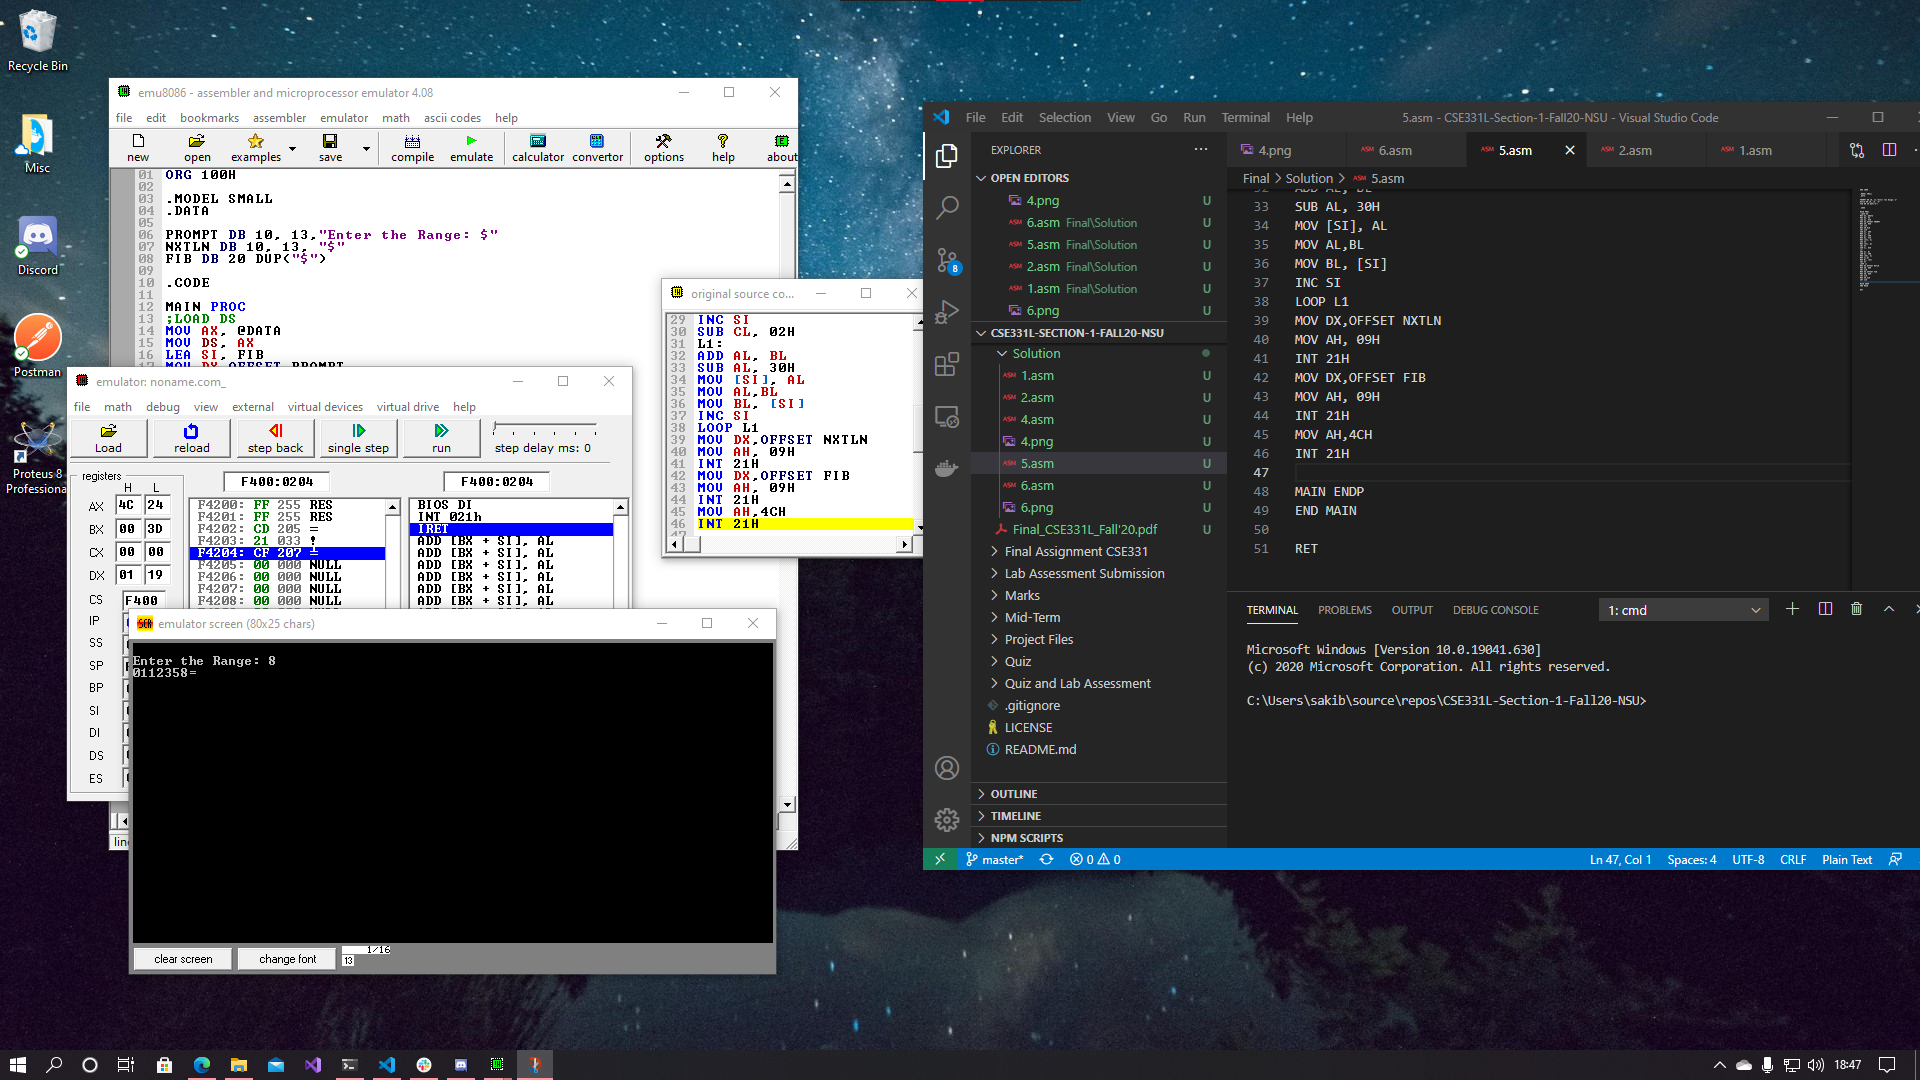 Recycle Bin
Misc
Discord
Postman
Proteus 8
Professiona
emu8086 - assembler and microprocessor emulator 4.08
file edit bookmarks assembler emulator math ascii codes help
new open examples save compile emulate calculator convertor options help about
01 ORG 100H
02
03 .MODEL SMALL
04 .DATA
05
06 PROMPT DB 10, 13,"Enter the Range: $"
07 NXTLN DB 10, 13, "$"
08 FIB DB 20 DUP("$")
09
10 .CODE
11
12 MAIN PROC
13 ;LOAD DS
14 MOV AX, @DATA
15 MOV DS, AX
16 LEA SI, FIB
17 MOV DX,OFFSET PROMPT
original source co...
29 INC SI
30 SUB CL, 02H
31 L1:
32 ADD AL, BL
33 SUB AL, 30H
34 MOV [SI], AL
35 MOV AL,BL
36 MOV BL, [SI]
37 INC SI
38 LOOP L1
39 MOV DX,OFFSET NXTLN
40 MOV AH, 09H
41 INT 21H
42 MOV DX,OFFSET FIB
43 MOV AH, 09H
44 INT 21H
45 MOV AH,4CH
46 INT 21H
emulator: noname.com_
file math debug view external virtual devices virtual drive help
Load reload step back single step run step delay ms: 0
registers
H L
AX 4C 24
BX 00 3D
CX 00 00
DX 01 19
CS F400
IP
SS
SP
BP
SI
DI
DS
ES
F400:0204 F400:0204
F4200: FF 255 RES
F4201: FF 255 RES
F4202: CD 205 =
F4203: 21 033 !
F4204: CF 207 ╧
F4205: 00 000 NULL
F4206: 00 000 NULL
F4207: 00 000 NULL
F4208: 00 000 NULL
BIOS DI
INT 021h
IRET
ADD [BX + SI], AL
ADD [BX + SI], AL
ADD [BX + SI], AL
ADD [BX + SI], AL
ADD [BX + SI], AL
ADD [BX + SI], AL
emulator screen (80x25 chars)
Enter the Range: 8
0112358=
clear screen change font 1/16
13
line
File Edit Selection View Go Run Terminal Help 5.asm - CSE331L-Section-1-Fall20-NSU - Visual Studio Code
EXPLORER
OPEN EDITORS
4.png U
6.asm Final\Solution U
5.asm Final\Solution U
2.asm Final\Solution U
1.asm Final\Solution U
6.png U
CSE331L-SECTION-1-FALL20-NSU
Solution
1.asm U
2.asm U
4.asm U
4.png U
5.asm U
6.asm U
6.png U
Final_CSE331L_Fall'20.pdf U
Final Assignment CSE331
Lab Assessment Submission
Marks
Mid-Term
Project Files
Quiz
Quiz and Lab Assessment
.gitignore
LICENSE
README.md
OUTLINE
TIMELINE
NPM SCRIPTS
8
4.png 6.asm 5.asm 2.asm 1.asm
Final > Solution > 5.asm
32 ADD AL, BL
33 SUB AL, 30H
34 MOV [SI], AL
35 MOV AL,BL
36 MOV BL, [SI]
37 INC SI
38 LOOP L1
39 MOV DX,OFFSET NXTLN
40 MOV AH, 09H
41 INT 21H
42 MOV DX,OFFSET FIB
43 MOV AH, 09H
44 INT 21H
45 MOV AH,4CH
46 INT 21H
47
48 MAIN ENDP
49 END MAIN
50
51 RET
TERMINAL PROBLEMS OUTPUT DEBUG CONSOLE 1: cmd
Microsoft Windows [Version 10.0.19041.630]
(c) 2020 Microsoft Corporation. All rights reserved.
C:\Users\sakib\source\repos\CSE331L-Section-1-Fall20-NSU>
master* 0 0 Ln 47, Col 1 Spaces: 4 UTF-8 CRLF Plain Text
18:47